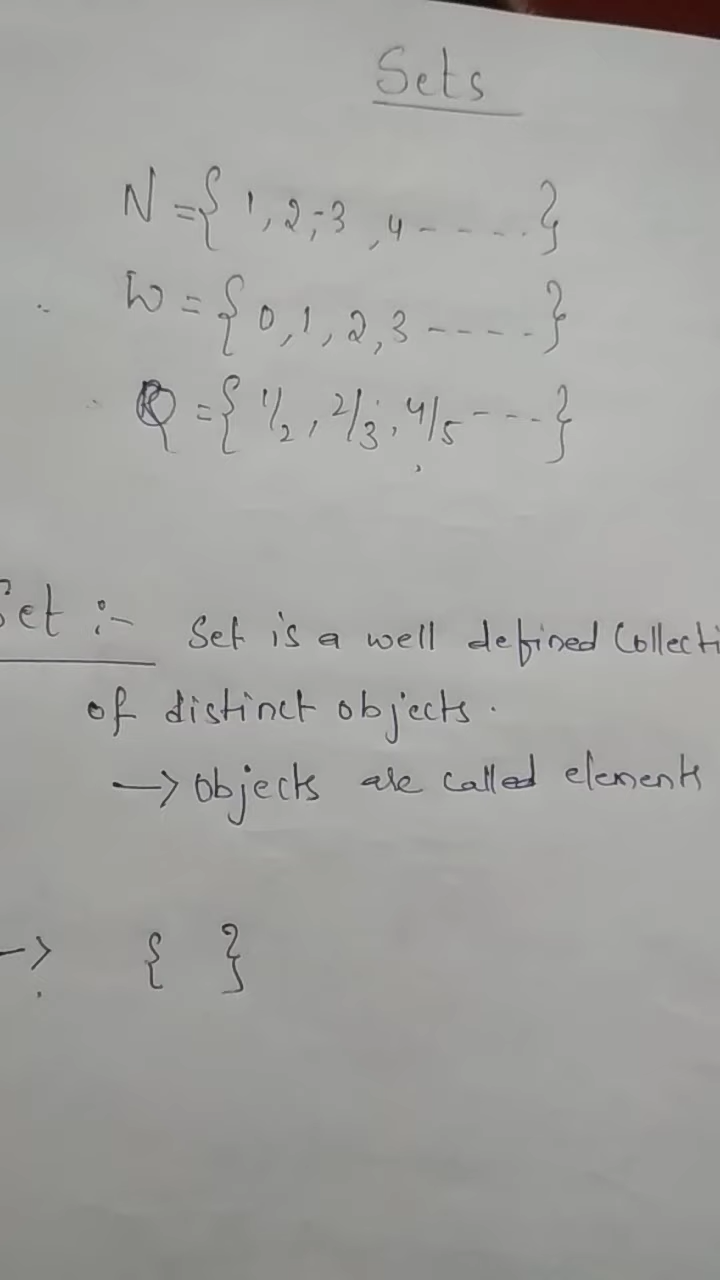 Sets
N = { 1, 2, 3, 4 - - - - . }
W = { 0, 1, 2, 3 - - - - . }
Q = { 1/2, 2/3, 4/5 - - - . }
Set :- Set is a well defined Collecti
of distinct objects.
→ objects are called elements
→ { }